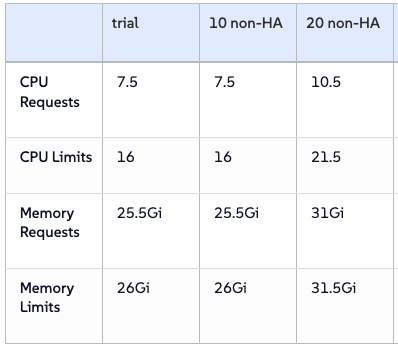 trial 10 non-HA 20 non-HA
CPU Requests 7.5 7.5 10.5
CPU Limits 16 16 21.5
Memory Requests 25.5Gi 25.5Gi 31Gi
Memory Limits 26Gi 26Gi 31.5Gi